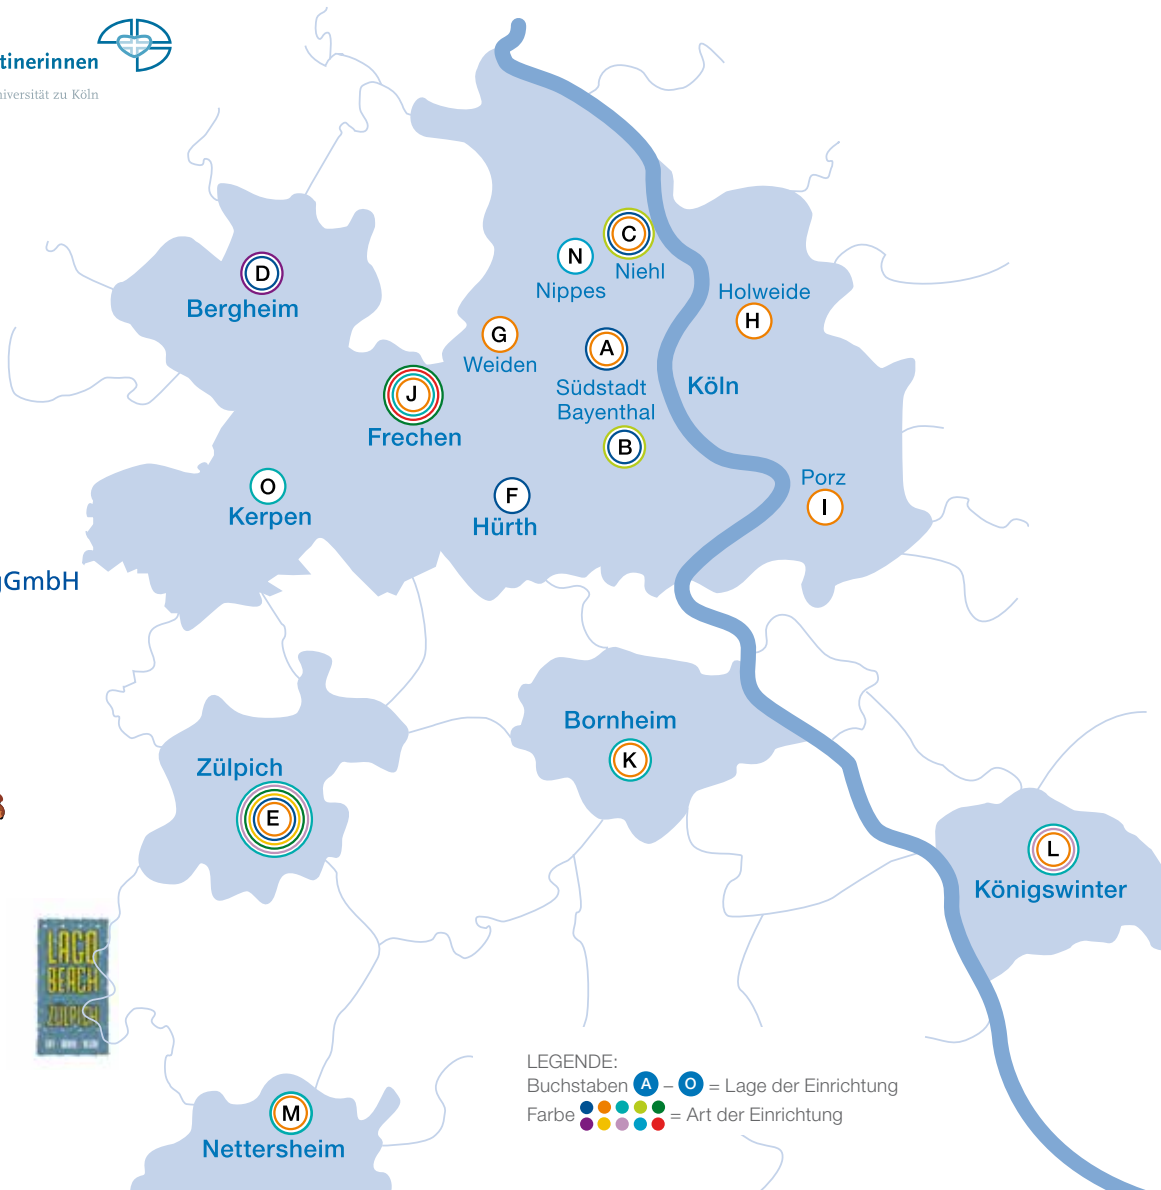 tinerinnen
niversität zu Köln
C
N
Niehl
Nippes
D
Bergheim
Holweide
H
G
Weiden
A
Südstadt
Bayenthal
Köln
J
Frechen
B
O
Kerpen
F
Hürth
Porz
I
gGmbH
Bornheim
K
Zülpich
E
L
Königswinter
LAGO
BEACH
ZÜLPICH
LEGENDE:
Buchstaben A – O = Lage der Einrichtung
Farbe = Art der Einrichtung
M
Nettersheim